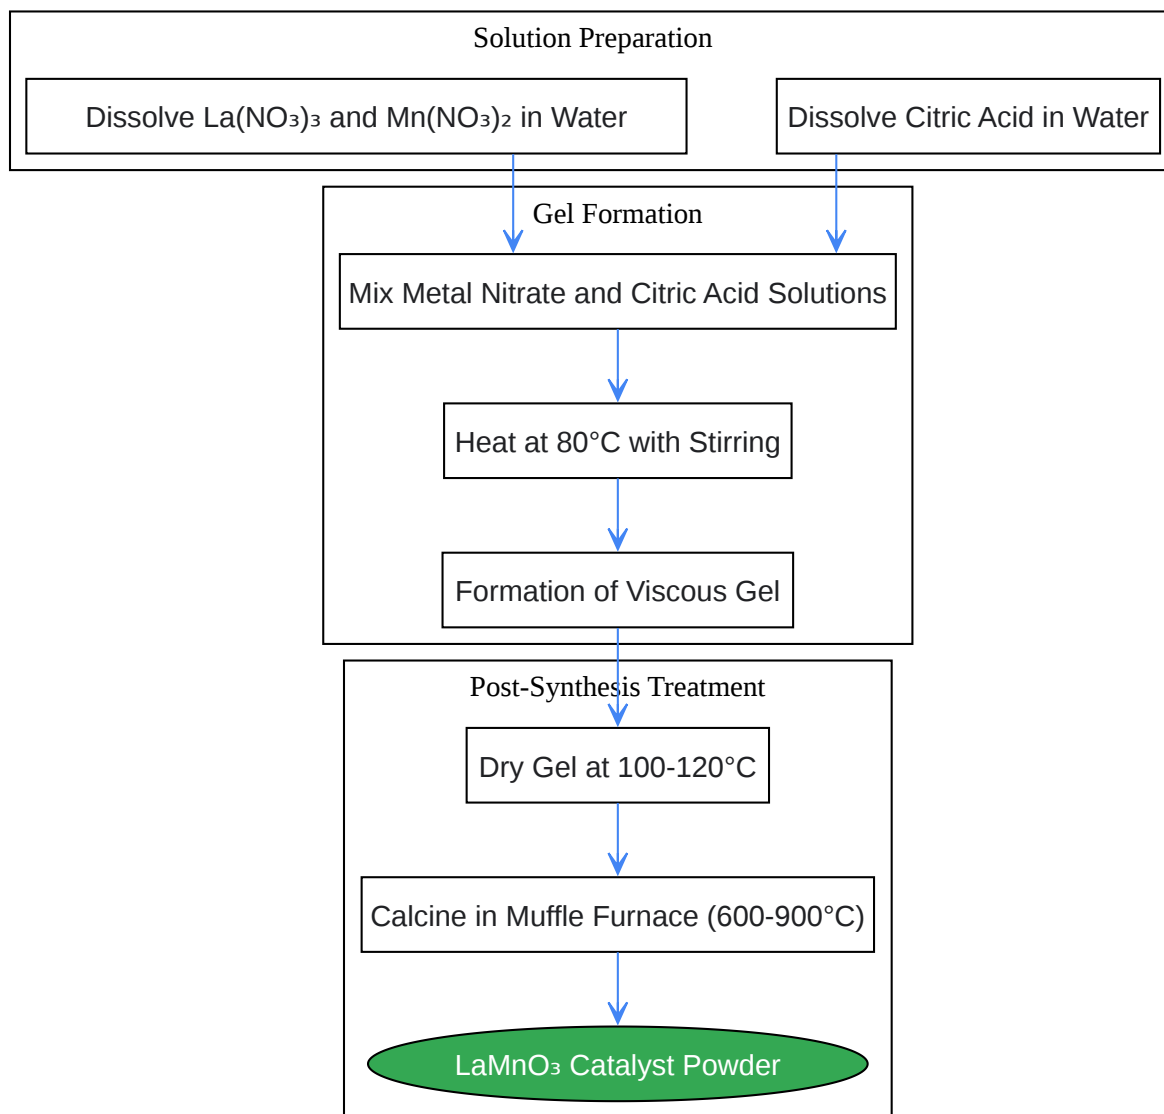 Solution Preparation
Dissolve La(NO₃)₃ and Mn(NO₃)₂ in Water
Dissolve Citric Acid in Water
Gel Formation
Mix Metal Nitrate and Citric Acid Solutions
Heat at 80°C with Stirring
Formation of Viscous Gel
Post-Synthesis Treatment
Dry Gel at 100-120°C
Calcine in Muffle Furnace (600-900°C)
LaMnO₃ Catalyst Powder